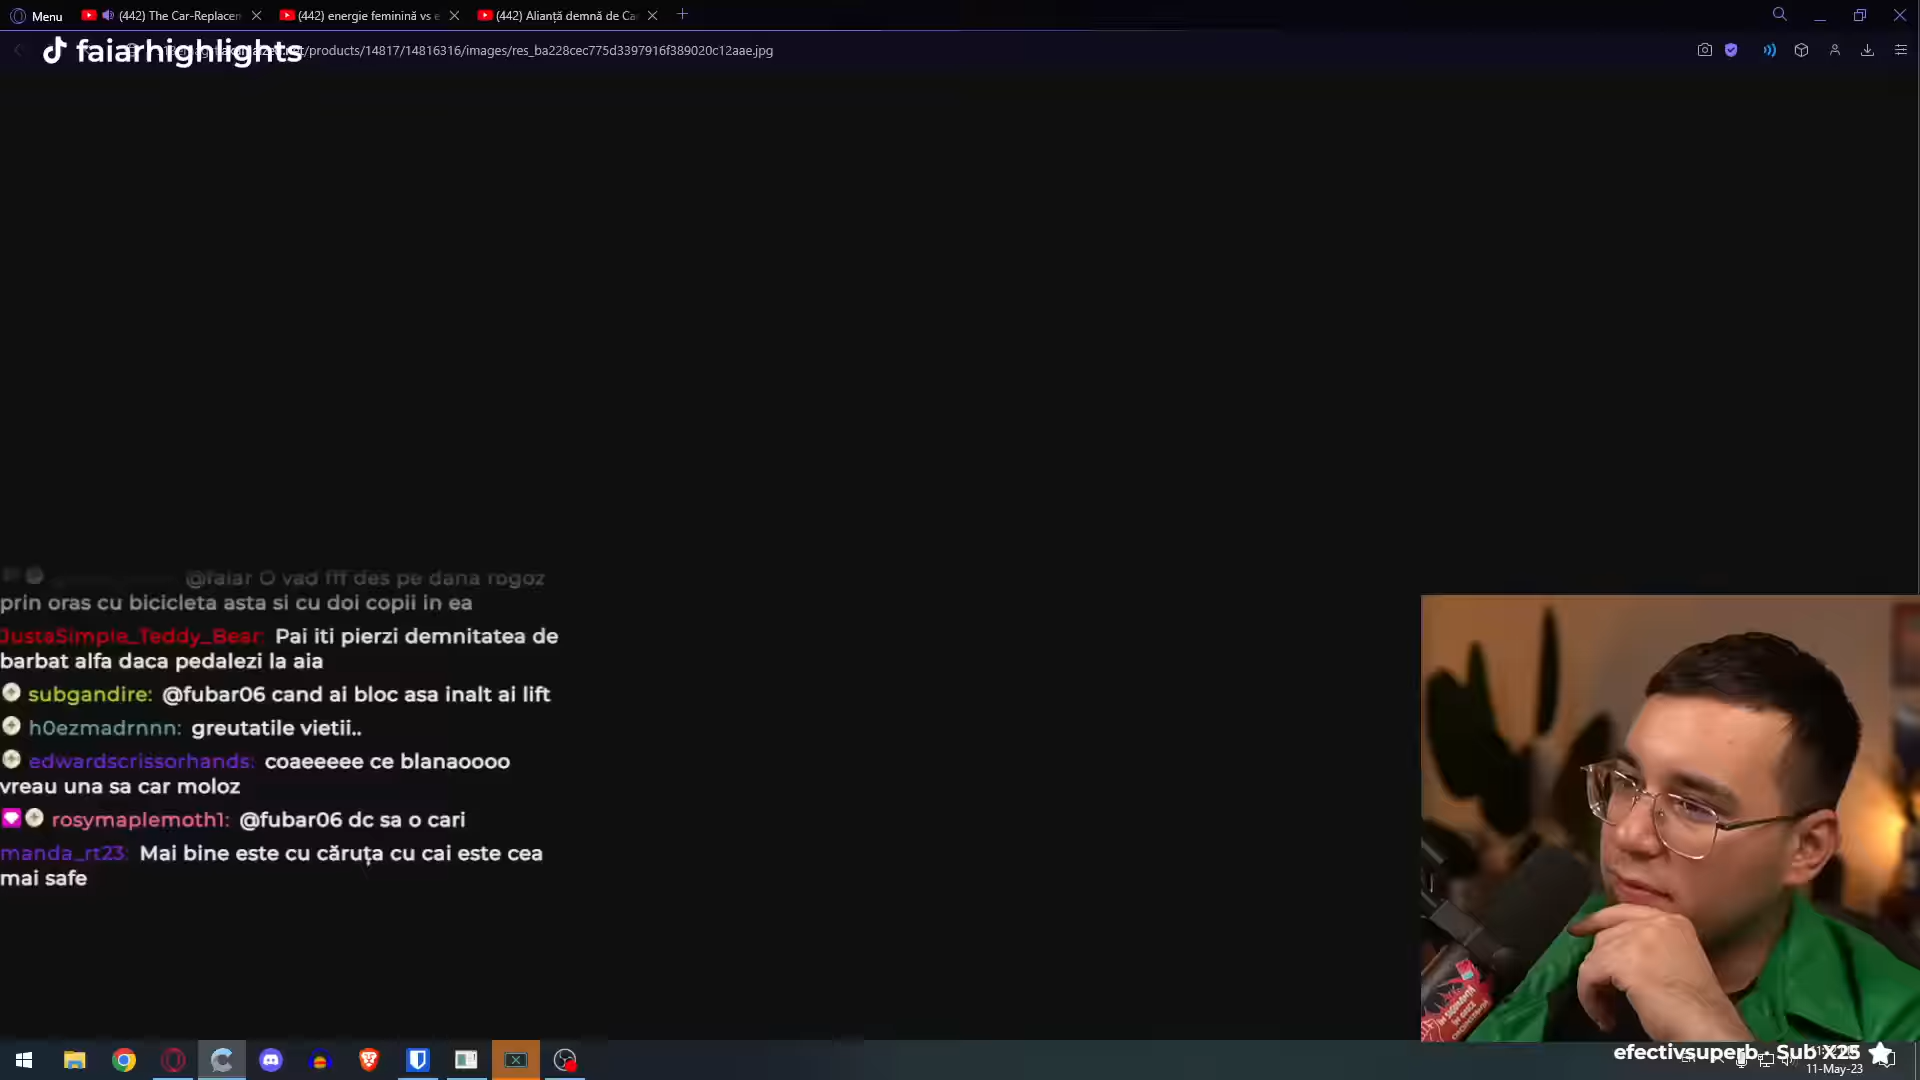 Menu
(442) The Car-Replacem
(442) energie feminină vs e
(442) Alianță demnă de Ca
faiarhighlights
/products/14817/14816316/images/res_ba228cec775d3397916f389020c12aae.jpg
@faiar O vad fff des pe dana rogoz
prin oras cu bicicleta asta si cu doi copii in ea
JustaSimple_Teddy_Bear: Pai iti pierzi demnitatea de
barbat alfa daca pedalezi la aia
subgandire: @fubar06 cand ai bloc asa inalt ai lift
h0ezmadrnnn: greutatile vietii..
edwardscrissorhands: coaeeeee ce blanaoooo
vreau una sa car moloz
rosymaplemoth1: @fubar06 dc sa o cari
manda_rt23: Mai bine este cu căruța cu cai este cea
mai safe
efectivsuperb - Sub X25
11-May-23